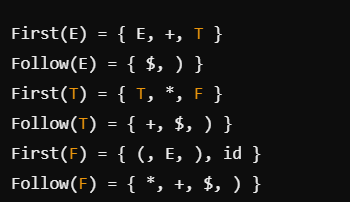 First(E) = { E, +, T }
Follow(E) = { $, ) }
First(T) = { T, *, F }
Follow(T) = { +, $, ) }
First(F) = { (, E, ), id }
Follow(F) = { *, +, $, ) }